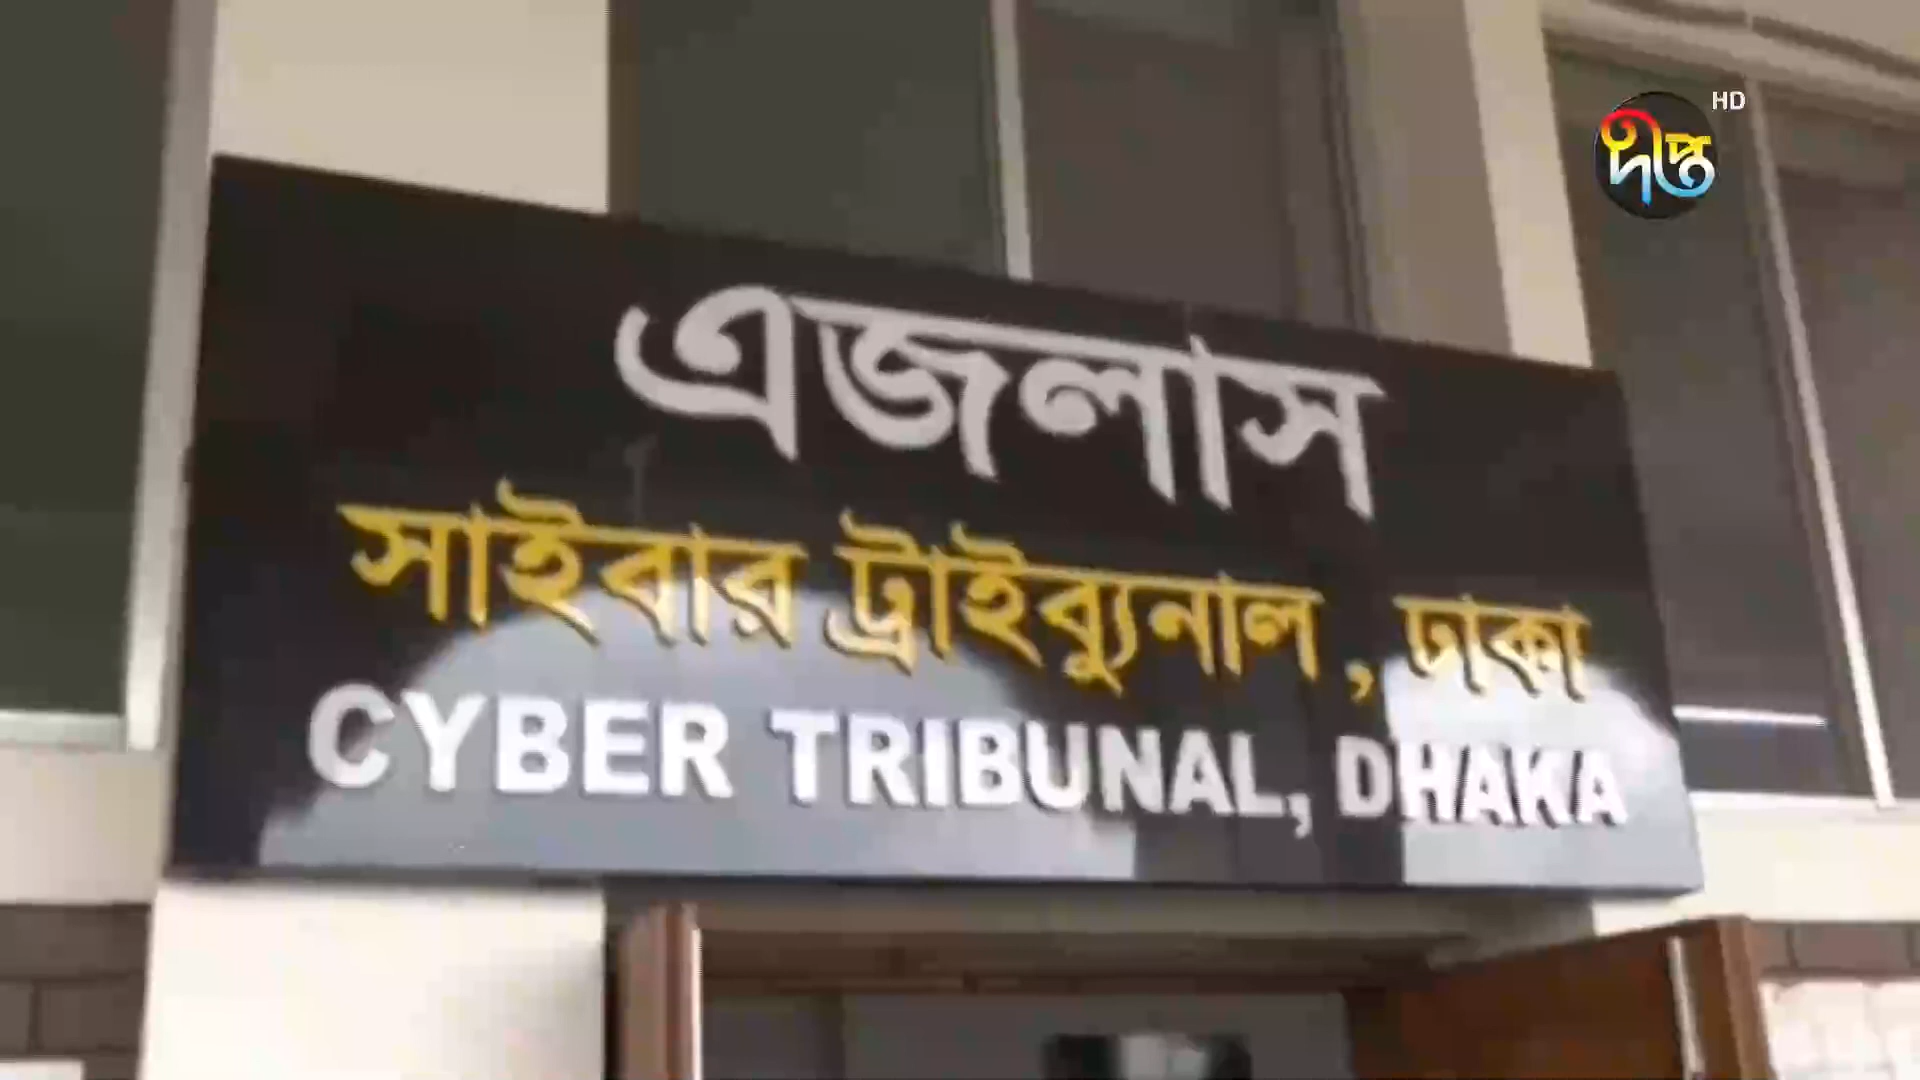 HD
দীপ্ত
এজলাস
সাইবার ট্রাইব্যুনাল , ঢাকা
CYBER TRIBUNAL, DHAKA